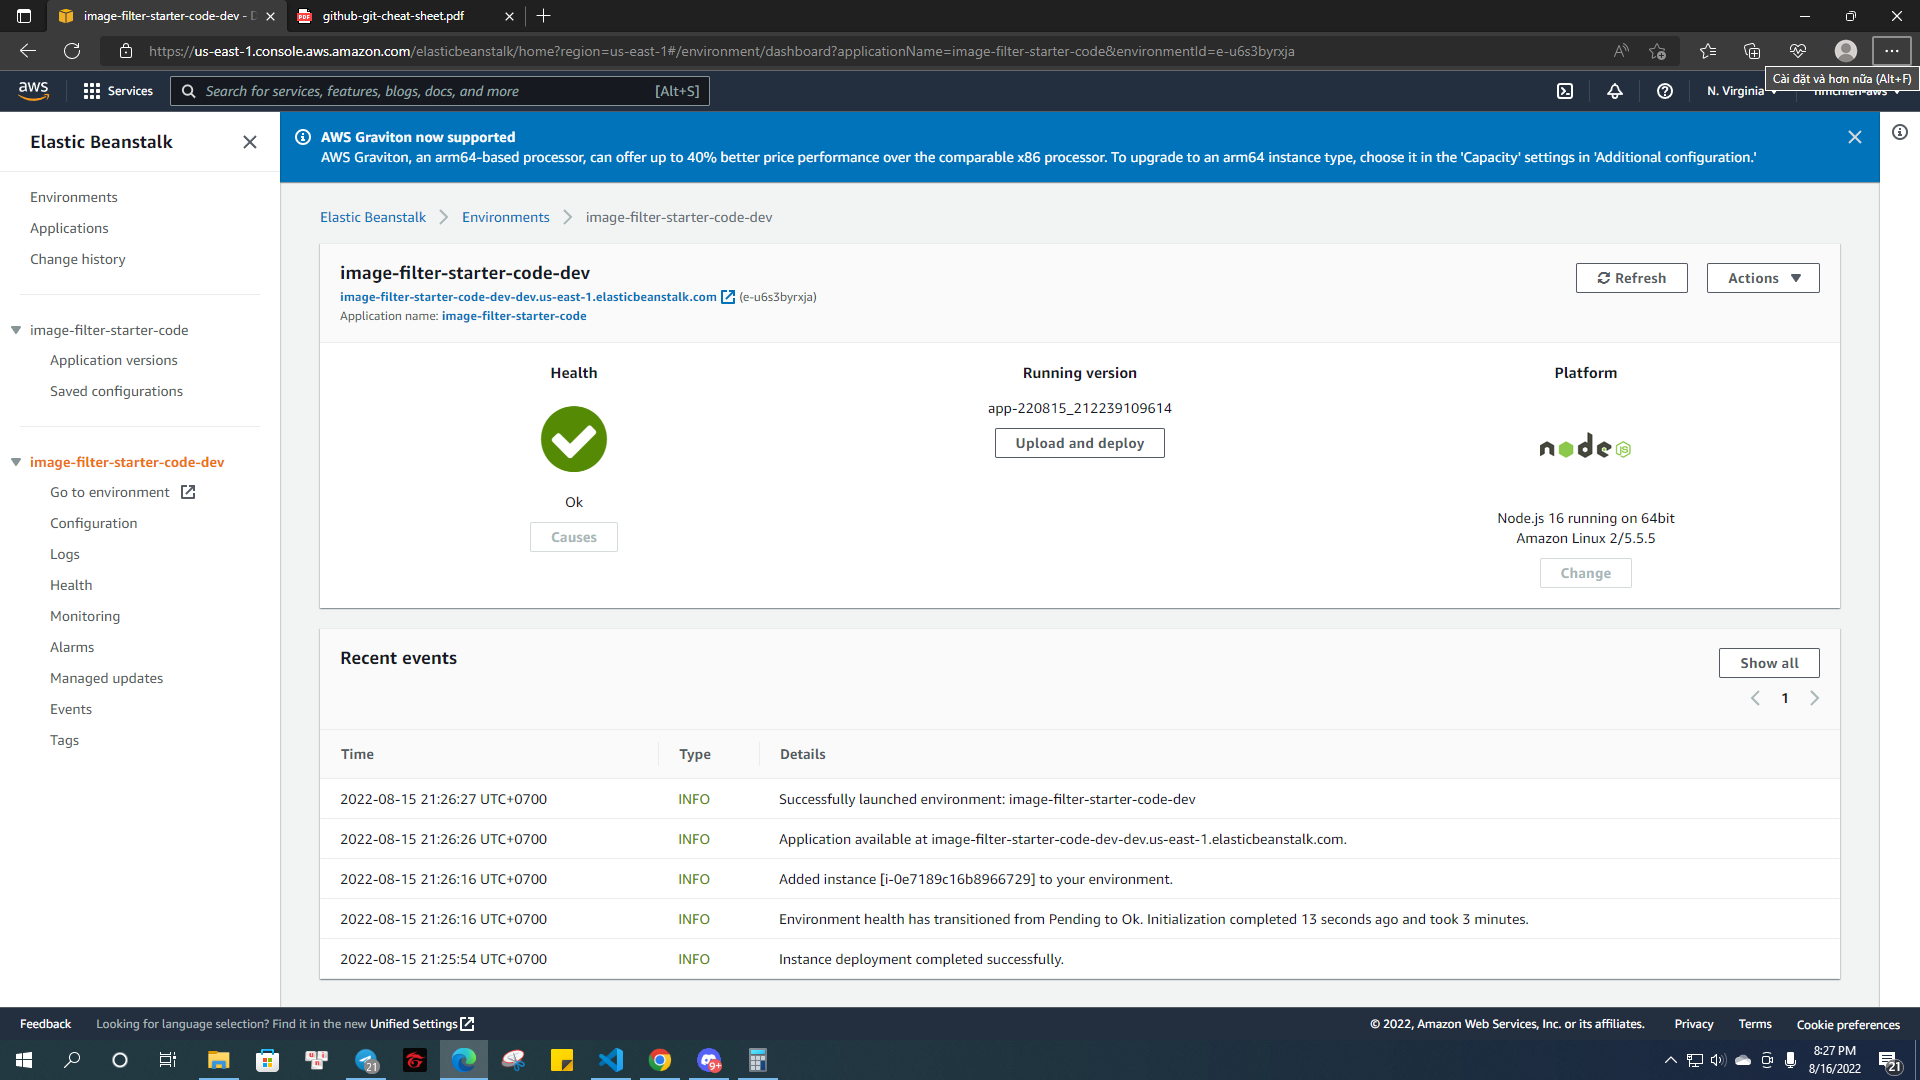 image-filter-starter-code-dev - D
github-git-cheat-sheet.pdf
https://us-east-1.console.aws.amazon.com/elasticbeanstalk/home?region=us-east-1#/environment/dashboard?applicationName=image-filter-starter-code&environmentId=e-u6s3byrxja
Cài đặt và hơn nữa (Alt+F)
aws
Services
Search for services, features, blogs, docs, and more
[Alt+S]
N. Virginia
Elastic Beanstalk
AWS Graviton now supported
AWS Graviton, an arm64-based processor, can offer up to 40% better price performance over the comparable x86 processor. To upgrade to an arm64 instance type, choose it in the 'Capacity' settings in 'Additional configuration.'
Environments
Applications
Change history
image-filter-starter-code
Application versions
Saved configurations
image-filter-starter-code-dev
Go to environment
Configuration
Logs
Health
Monitoring
Alarms
Managed updates
Events
Tags
Elastic Beanstalk > Environments > image-filter-starter-code-dev
image-filter-starter-code-dev
image-filter-starter-code-dev-dev.us-east-1.elasticbeanstalk.com (e-u6s3byrxja)
Application name: image-filter-starter-code
Refresh
Actions
Health
Ok
Causes
Running version
app-220815_212239109614
Upload and deploy
Platform
node JS
Node.js 16 running on 64bit
Amazon Linux 2/5.5.5
Change
Recent events
Show all
1
Time Type Details
2022-08-15 21:26:27 UTC+0700 INFO Successfully launched environment: image-filter-starter-code-dev
2022-08-15 21:26:26 UTC+0700 INFO Application available at image-filter-starter-code-dev-dev.us-east-1.elasticbeanstalk.com.
2022-08-15 21:26:16 UTC+0700 INFO Added instance [i-0e7189c16b8966729] to your environment.
2022-08-15 21:26:16 UTC+0700 INFO Environment health has transitioned from Pending to Ok. Initialization completed 13 seconds ago and took 3 minutes.
2022-08-15 21:25:54 UTC+0700 INFO Instance deployment completed successfully.
Feedback
Looking for language selection? Find it in the new Unified Settings
© 2022, Amazon Web Services, Inc. or its affiliates.
Privacy
Terms
Cookie preferences
21
9+
8:27 PM
8/16/2022
21